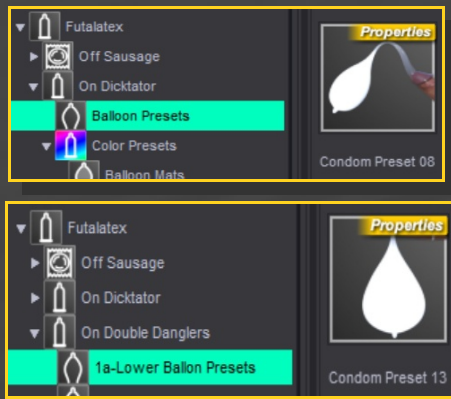 Futalatex
Off Sausage
On Dicktator
Balloon Presets
Color Presets
Balloon Mats
Properties
Condom Preset 08
Futalatex
Off Sausage
On Dicktator
On Double Danglers
1a-Lower Ballon Presets
Properties
Condom Preset 13